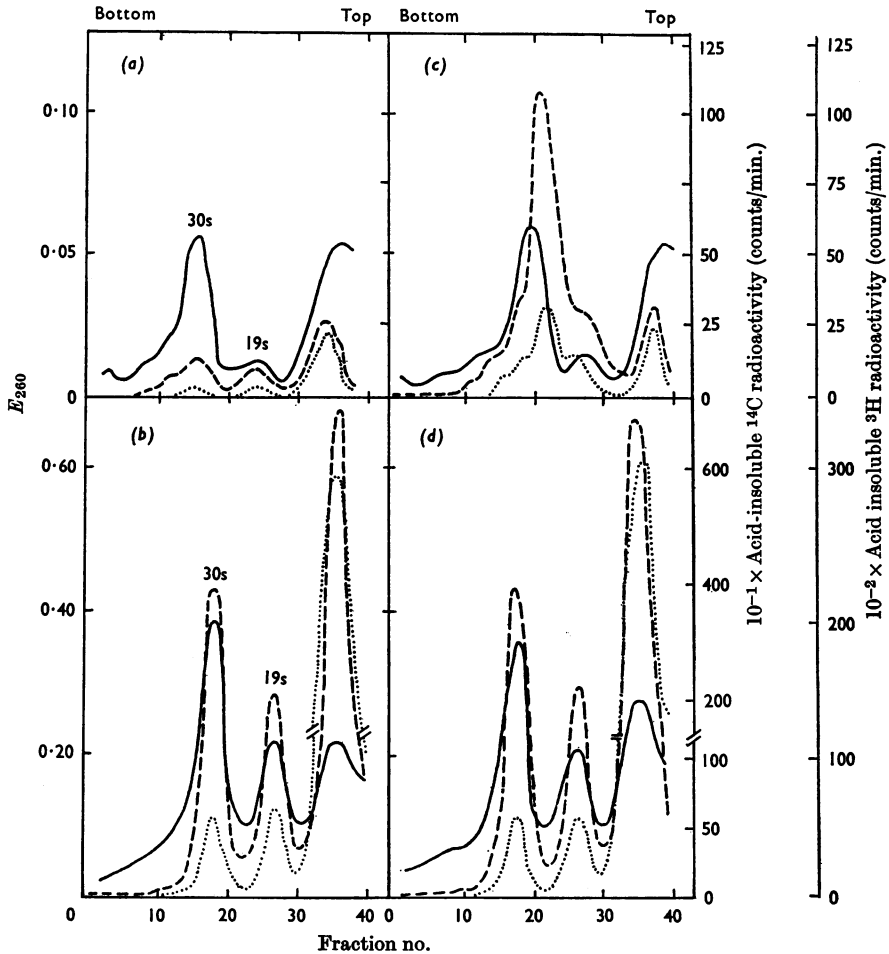 Bottom Top Bottom Top
(a) (c)
0·10
0·05
0
30s
19s
125
100
75
50
25
0
125
100
75
50
25
0
E260
(b) (d)
0·60
0·40
0·20
0
30s
19s
600
400
200
100
50
0
300
200
100
0
10⁻¹ × Acid-insoluble ¹⁴C radioactivity (counts/min.)
10⁻² × Acid insoluble ³H radioactivity (counts/min.)
10 20 30 40 10 20 30 40
Fraction no.